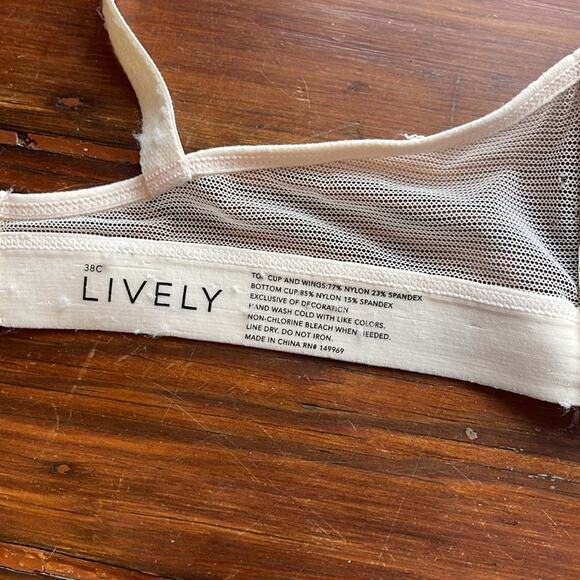 38C
LIVELY
TOP CUP AND WINGS:77% NYLON 23% SPANDEX
BOTTOM CUP:85% NYLON 15% SPANDEX
EXCLUSIVE OF DECORATION
HAND WASH COLD WITH LIKE COLORS.
NON-CHLORINE BLEACH WHEN NEEDED.
LINE DRY. DO NOT IRON.
MADE IN CHINA RN# 149969